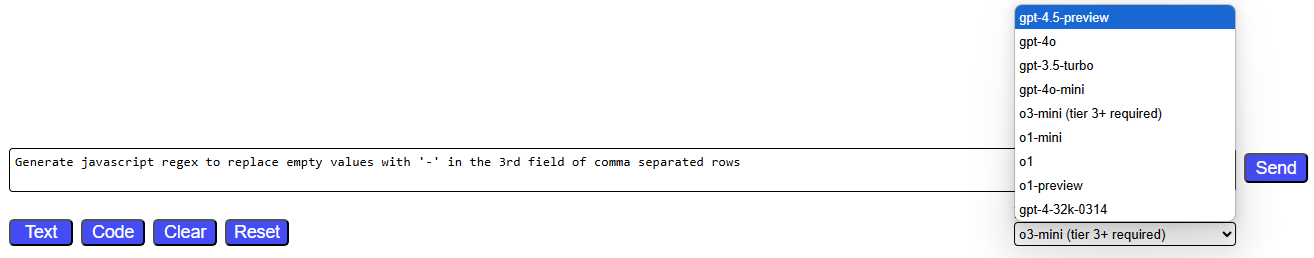 gpt-4.5-preview
gpt-4o
gpt-3.5-turbo
gpt-4o-mini
o3-mini (tier 3+ required)
o1-mini
o1
o1-preview
gpt-4-32k-0314
Generate javascript regex to replace empty values with '-' in the 3rd field of comma separated rows
Send
Text Code Clear Reset
o3-mini (tier 3+ required)